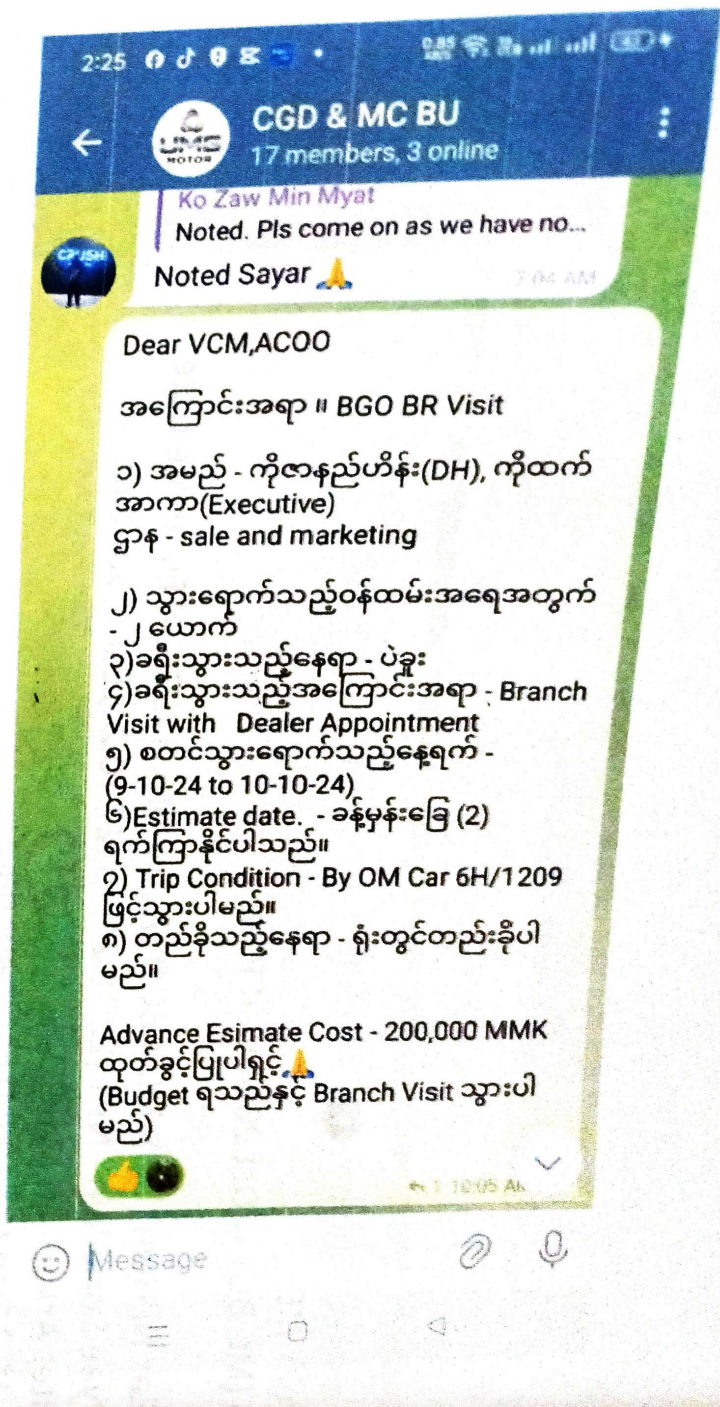 2:25
CGD & MC BU
UMG
MOTOR
17 members, 3 online
Ko Zaw Min Myat
Noted. Pls come on as we have no...
Noted Sayar 🙏
7:04 AM
Dear VCM,ACOO
အကြောင်းအရာ ။ BGO BR Visit
၁) အမည် - ကိုဇာနည်ဟိန်း(DH), ကိုထက်
အာကာ(Executive)
ဌာန - sale and marketing
၂) သွားရောက်သည့်ဝန်ထမ်းအရေအတွက်
- ၂ ယောက်
၃)ခရီးသွားသည့်နေရာ - ပဲခူး
၄)ခရီးသွားသည့်အကြောင်းအရာ - Branch
Visit with Dealer Appointment
၅) စတင်သွားရောက်သည့်နေ့ရက် -
(9-10-24 to 10-10-24)
၆)Estimate date. - ခန့်မှန်းခြေ (2)
ရက်ကြာနိုင်ပါသည်။
၇) Trip Condition - By OM Car 6H/1209
ဖြင့်သွားပါမည်။
၈) တည်ခိုသည့်နေရာ - ရုံးတွင်တည်းခိုပါ
မည်။
Advance Esimate Cost - 200,000 MMK
ထုတ်ခွင့်ပြုပါရှင့်🙏
(Budget ရသည်နှင့် Branch Visit သွားပါ
မည်)
10:05 AM
Message